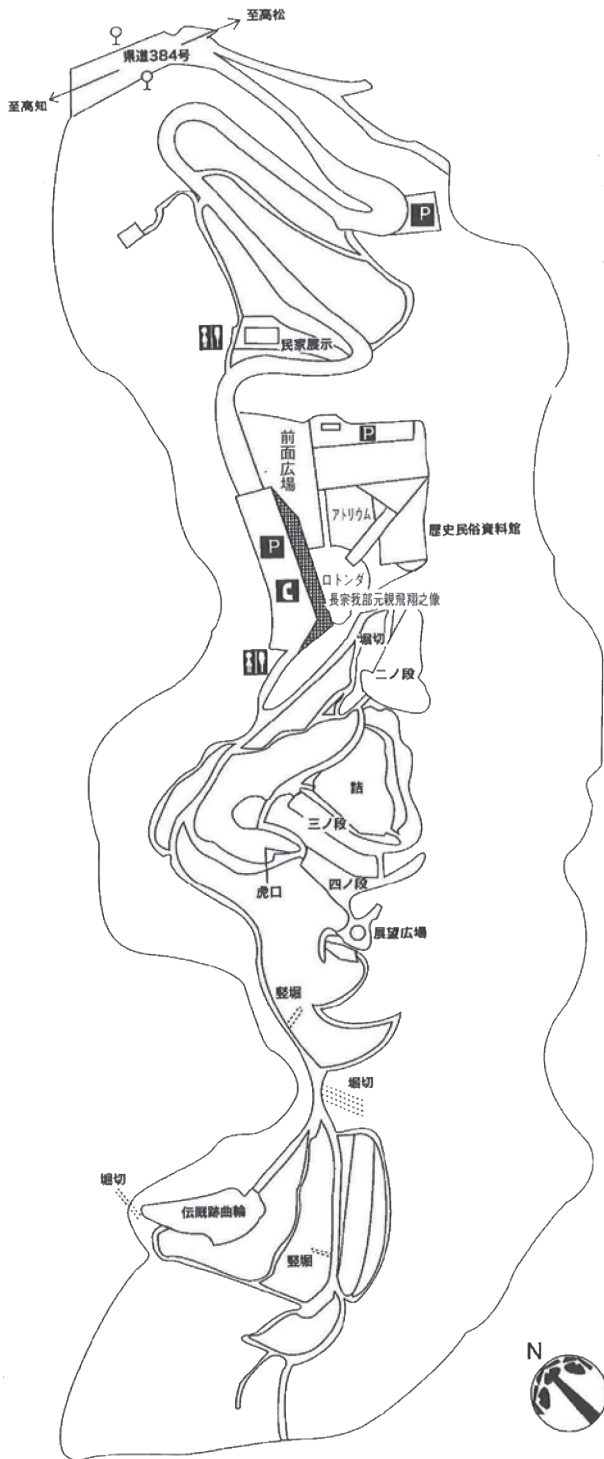 至高松
県道384号
至高知
P
民家展示
前面広場
P
アトリウム
歴史民俗資料館
P
ロトンダ
長宗我部元親飛翔之像
堀切
二ノ段
詰
三ノ段
虎口
四ノ段
展望広場
竪堀
堀切
堀切
伝厩跡曲輪
竪堀
N